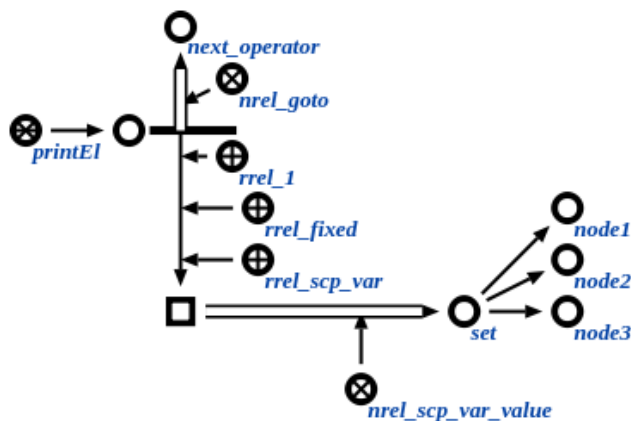 next_operator
nrel_goto
printEl
rrel_1
rrel_fixed
node1
rrel_scp_var
node2
set
node3
nrel_scp_var_value